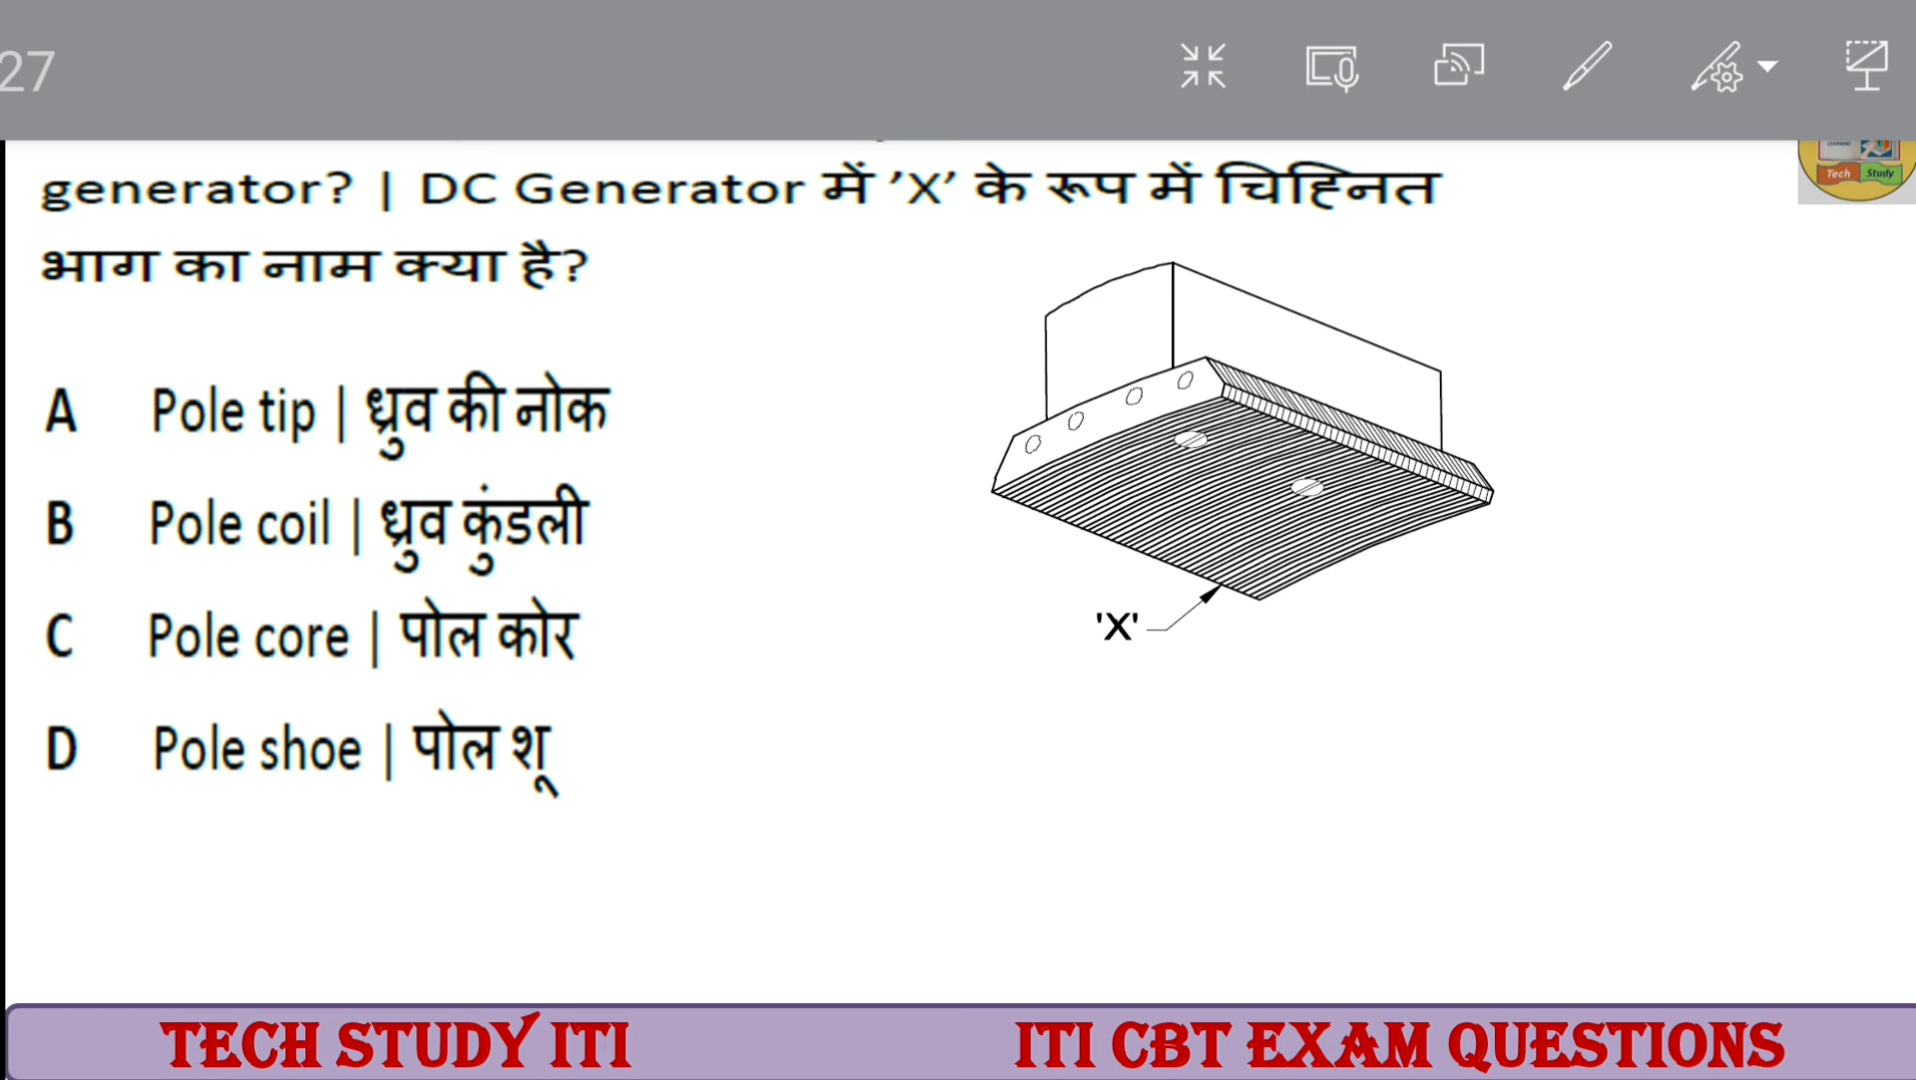 27
Tech Study
generator? | DC Generator में 'X' के रूप में चिह्नित
भाग का नाम क्या है?
A Pole tip | ध्रुव की नोक
B Pole coil | ध्रुव कुंडली
C Pole core | पोल कोर
D Pole shoe | पोल शू
'X'
TECH STUDY ITI
ITI CBT EXAM QUESTIONS